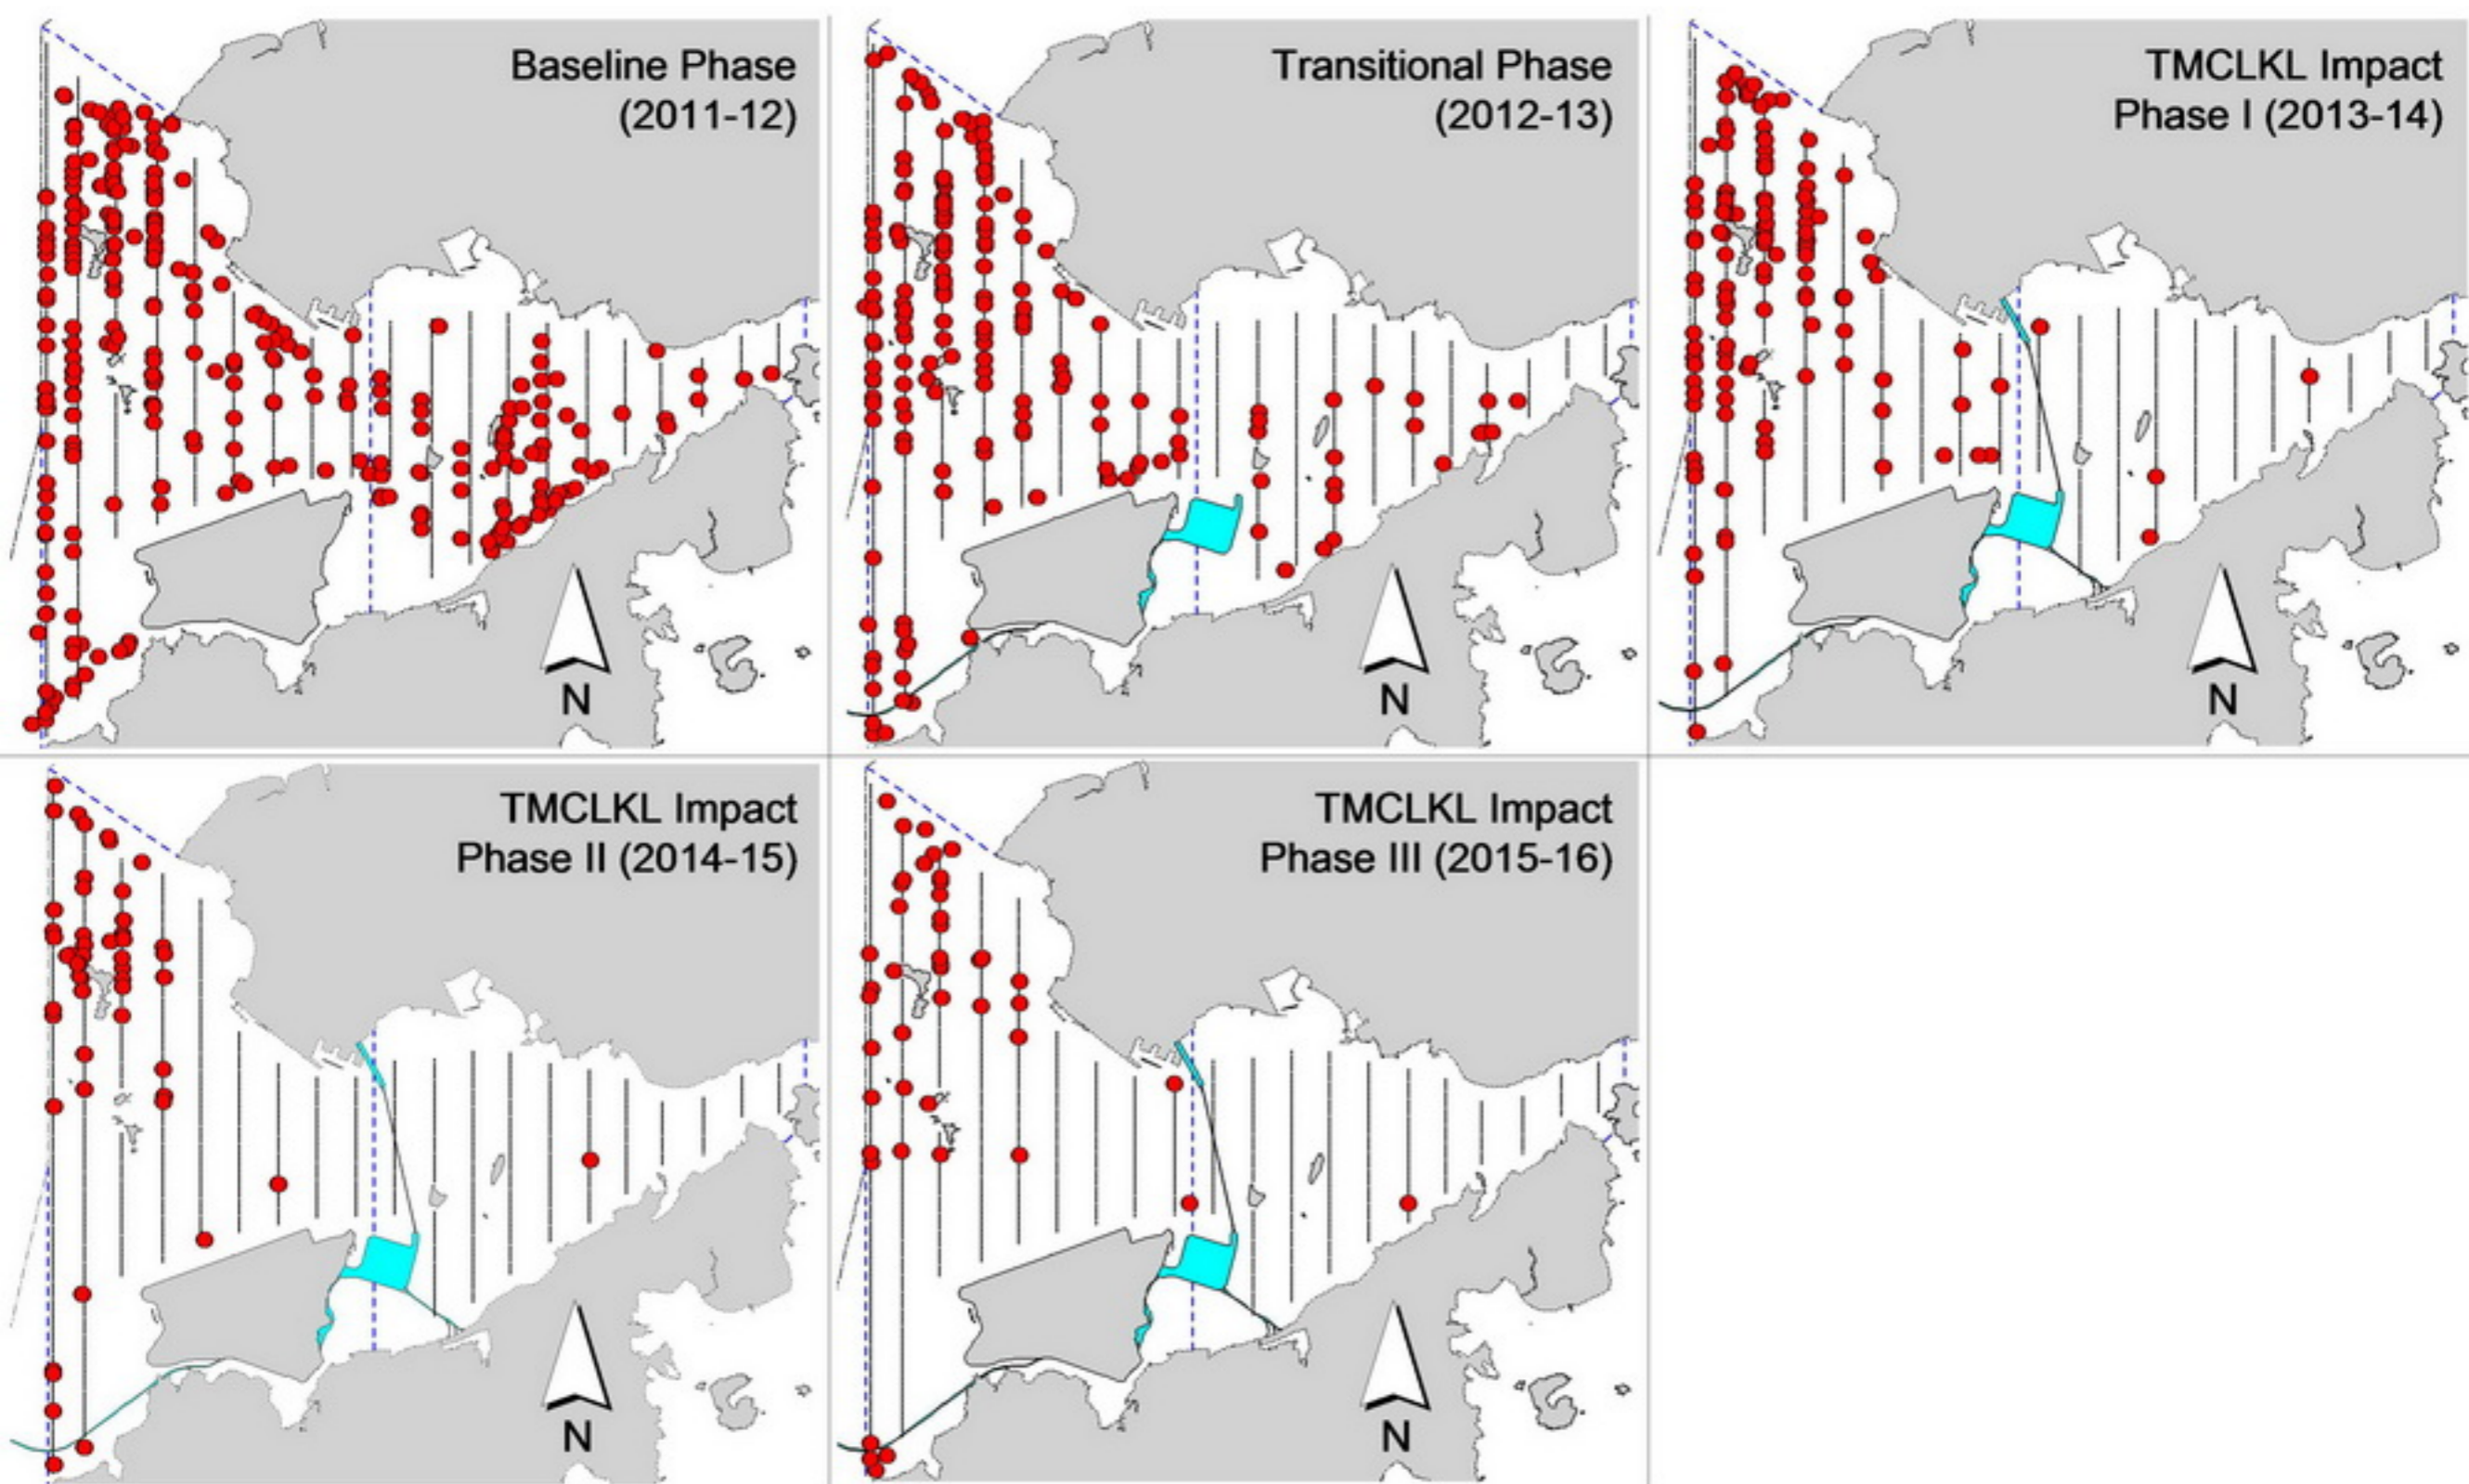 Baseline Phase
(2011-12)
N
Transitional Phase
(2012-13)
N
TMCLKL Impact
Phase I (2013-14)
N
TMCLKL Impact
Phase II (2014-15)
N
TMCLKL Impact
Phase III (2015-16)
N